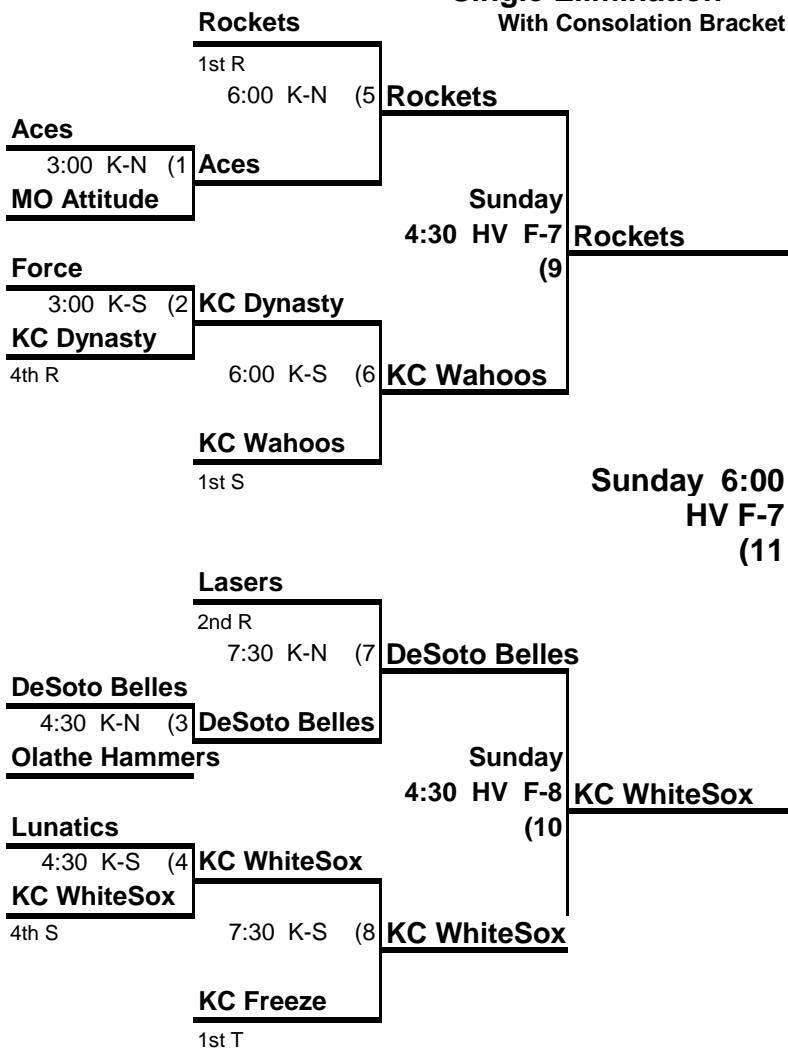 With Consolation Bracket
Rockets
1st R
6:00 K-N (5 Rockets
Aces
3:00 K-N (1 Aces
MO Attitude
Sunday
4:30 HV F-7 Rockets
(9
Force
3:00 K-S (2 KC Dynasty
KC Dynasty
4th R
6:00 K-S (6 KC Wahoos
KC Wahoos
1st S
Sunday 6:00
HV F-7
(11
Lasers
2nd R
7:30 K-N (7 DeSoto Belles
DeSoto Belles
4:30 K-N (3 DeSoto Belles
Olathe Hammers
Sunday
4:30 HV F-8 KC WhiteSox
(10
Lunatics
4:30 K-S (4 KC WhiteSox
KC WhiteSox
4th S
7:30 K-S (8 KC WhiteSox
KC Freeze
1st T